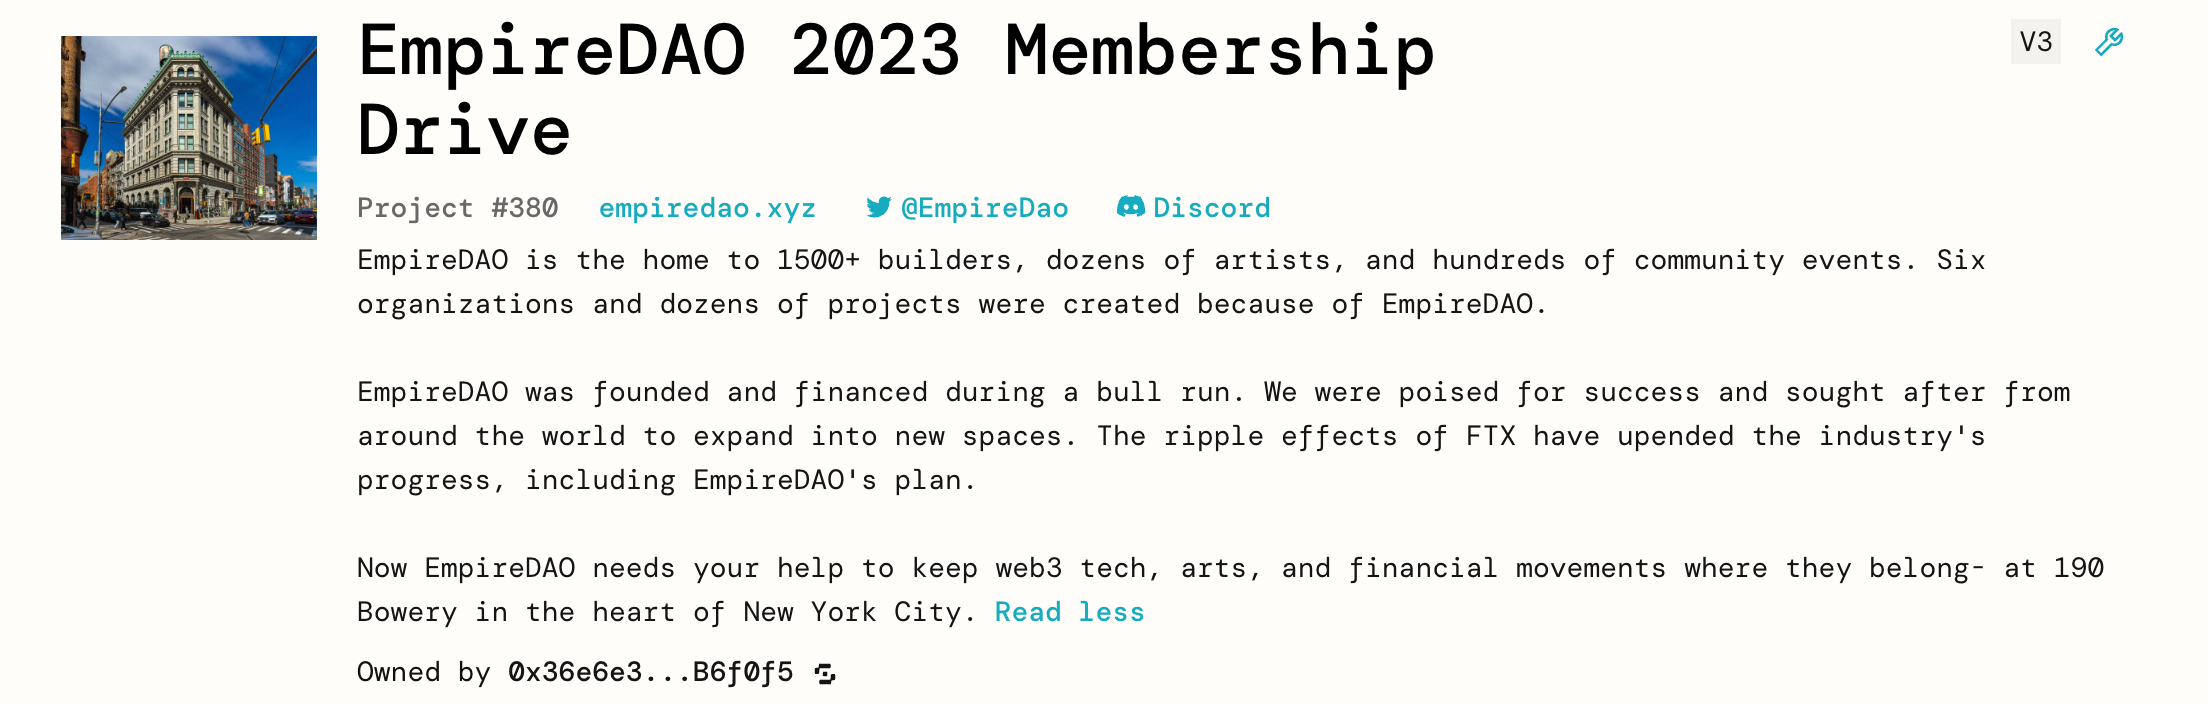 EmpireDAO 2023 Membership
Drive
V3
Project #380 empiredao.xyz @EmpireDao Discord
EmpireDAO is the home to 1500+ builders, dozens of artists, and hundreds of community events. Six
organizations and dozens of projects were created because of EmpireDAO.
EmpireDAO was founded and financed during a bull run. We were poised for success and sought after from
around the world to expand into new spaces. The ripple effects of FTX have upended the industry's
progress, including EmpireDAO's plan.
Now EmpireDAO needs your help to keep web3 tech, arts, and financial movements where they belong- at 190
Bowery in the heart of New York City. Read less
Owned by 0x36e6e3...B6f0f5